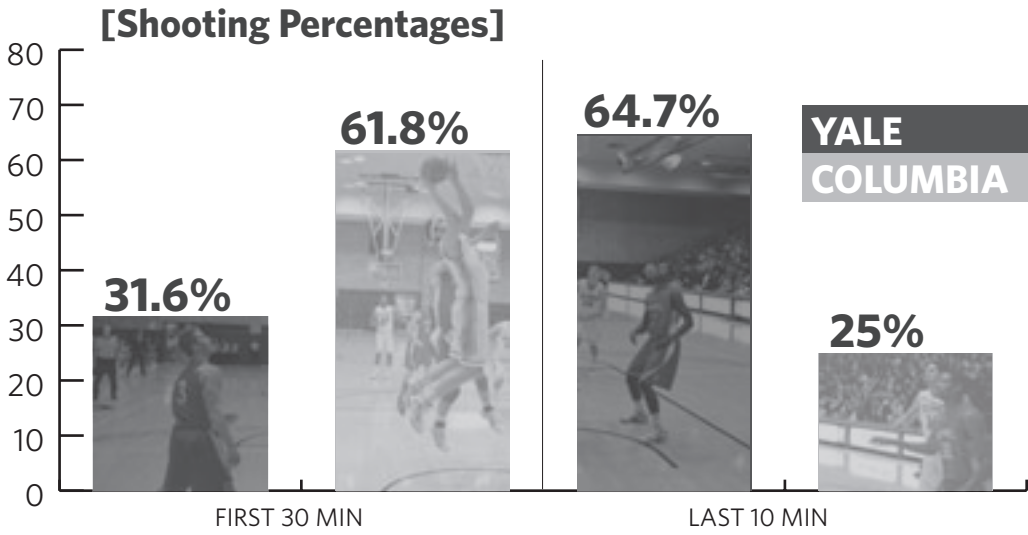 [Shooting Percentages]
80
70
60
50
40
30
20
10
0
31.6%
61.8%
64.7%
25%
YALE
COLUMBIA
FIRST 30 MIN
LAST 10 MIN